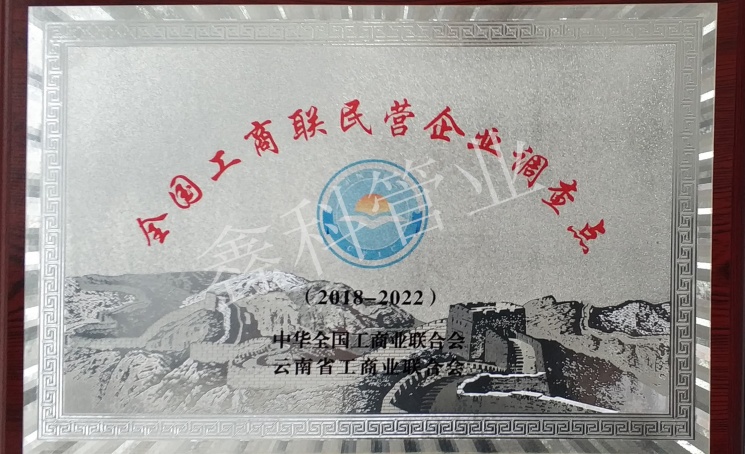 全国工商联民营企业调查点
(2018-2022)
中华全国工商业联合会
云南省工商业联合会
鑫科管业